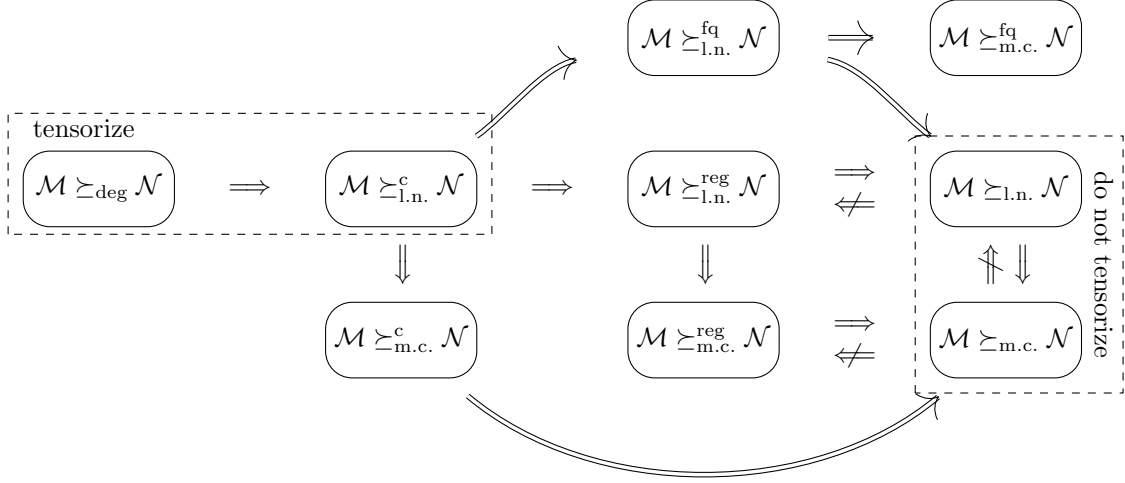 ℳ ⪰^fq_l.n. 𝒩 ⟹ ℳ ⪰^fq_m.c. 𝒩
tensorize
ℳ ⪰_deg 𝒩 ⟹ ℳ ⪰^c_l.n. 𝒩 ⟹ ℳ ⪰^reg_l.n. 𝒩 ⟹ ⟸̸ ℳ ⪰_l.n. 𝒩
do not tensorize
ℳ ⪰^c_m.c. 𝒩 ℳ ⪰^reg_m.c. 𝒩 ⟹ ⟸̸ ℳ ⪰_m.c. 𝒩